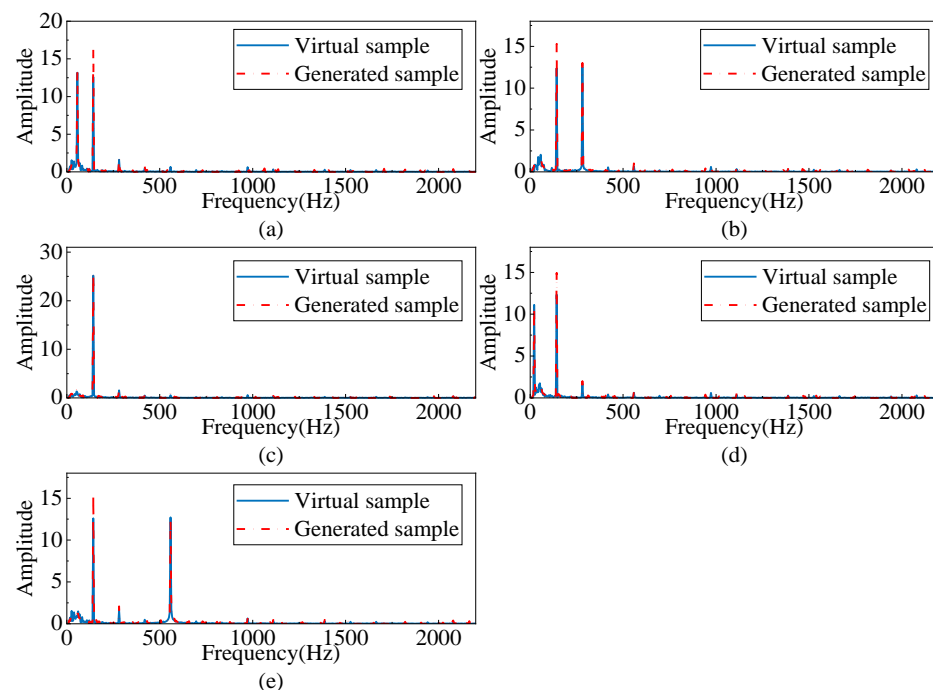 20
15
10
5
0
Amplitude
Virtual sample
Generated sample
0 500 1000 1500 2000
Frequency(Hz)
(a)
15
10
5
0
Amplitude
Virtual sample
Generated sample
0 500 1000 1500 2000
Frequency(Hz)
(b)
30
20
10
0
Amplitude
Virtual sample
Generated sample
0 500 1000 1500 2000
Frequency(Hz)
(c)
15
10
5
0
Amplitude
Virtual sample
Generated sample
0 500 1000 1500 2000
Frequency(Hz)
(d)
15
10
5
0
Amplitude
Virtual sample
Generated sample
0 500 1000 1500 2000
Frequency(Hz)
(e)